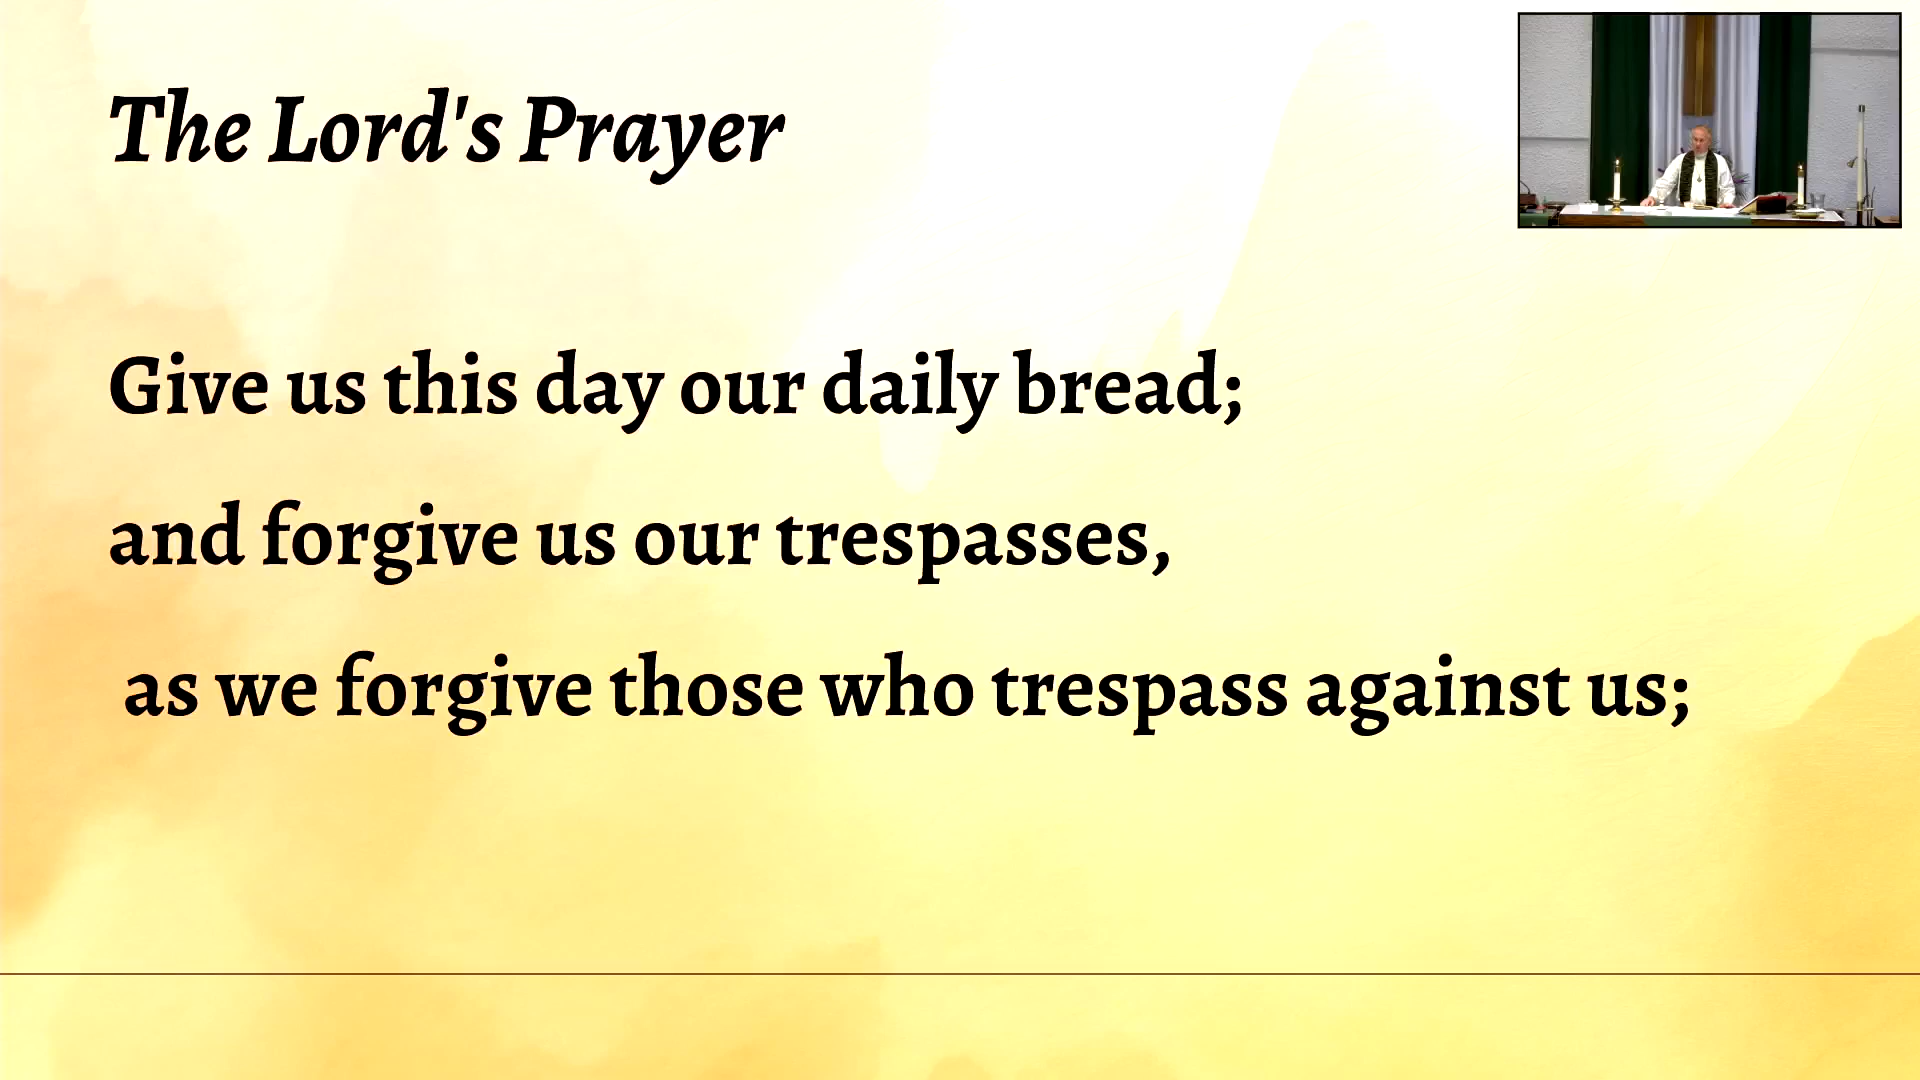 The Lord's Prayer
Give us this day our daily bread;
and forgive us our trespasses,
as we forgive those who trespass against us;